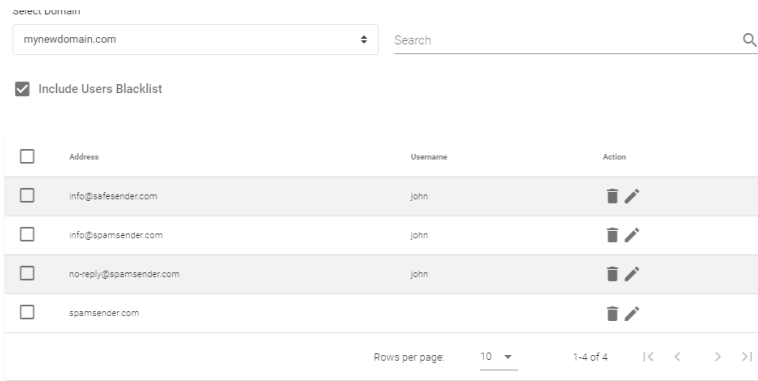 Select Domain
mynewdomain.com
Search
Include Users Blacklist
Address Username Action
info@safesender.com john
info@spamsender.com john
no-reply@spamsender.com john
spamsender.com
Rows per page: 10 1-4 of 4